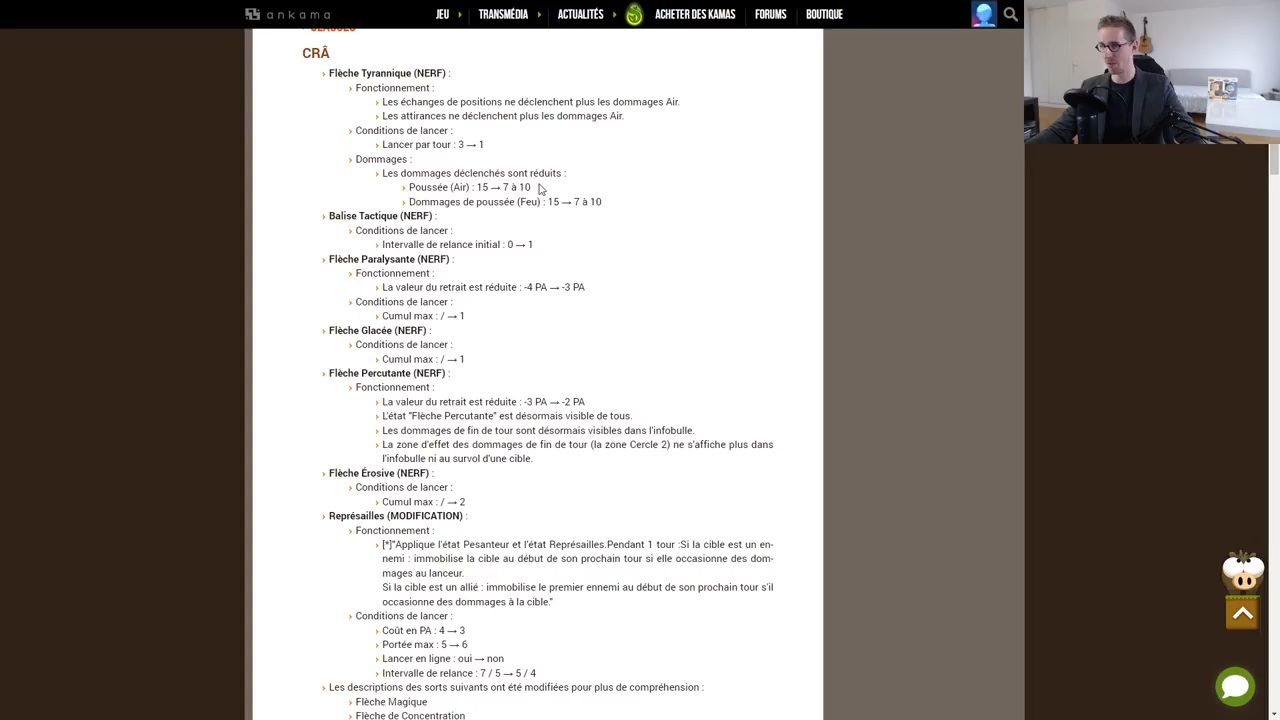 ankama
JEU
TRANSMÉDIA
ACTUALITÉS
ACHETER DES KAMAS
FORUMS
BOUTIQUE
CRÂ
Flèche Tyrannique (NERF) :
Fonctionnement :
Les échanges de positions ne déclenchent plus les dommages Air.
Les attirances ne déclenchent plus les dommages Air.
Conditions de lancer :
Lancer par tour : 3 → 1
Dommages :
Les dommages déclenchés sont réduits :
Poussée (Air) : 15 → 7 à 10
Dommages de poussée (Feu) : 15 → 7 à 10
Balise Tactique (NERF) :
Conditions de lancer :
Intervalle de relance initial : 0 → 1
Flèche Paralysante (NERF) :
Fonctionnement :
La valeur du retrait est réduite : -4 PA → -3 PA
Conditions de lancer :
Cumul max : / → 1
Flèche Glacée (NERF) :
Conditions de lancer :
Cumul max : / → 1
Flèche Percutante (NERF) :
Fonctionnement :
La valeur du retrait est réduite : -3 PA → -2 PA
L'état "Flèche Percutante" est désormais visible de tous.
Les dommages de fin de tour sont désormais visibles dans l'infobulle.
La zone d'effet des dommages de fin de tour (la zone Cercle 2) ne s'affiche plus dans
l'infobulle ni au survol d'une cible.
Flèche Érosive (NERF) :
Conditions de lancer :
Cumul max : / → 2
Représailles (MODIFICATION) :
Fonctionnement :
[*]"Applique l'état Pesanteur et l'état Représailles.Pendant 1 tour :Si la cible est un en-
nemi : immobilise la cible au début de son prochain tour si elle occasionne des dom-
mages au lanceur.
Si la cible est un allié : immobilise le premier ennemi au début de son prochain tour s'il
occasionne des dommages à la cible."
Conditions de lancer :
Coût en PA : 4 → 3
Portée max : 5 → 6
Lancer en ligne : oui → non
Intervalle de relance : 7 / 5 → 5 / 4
Les descriptions des sorts suivants ont été modifiées pour plus de compréhension :
Flèche Magique
Flèche de Concentration